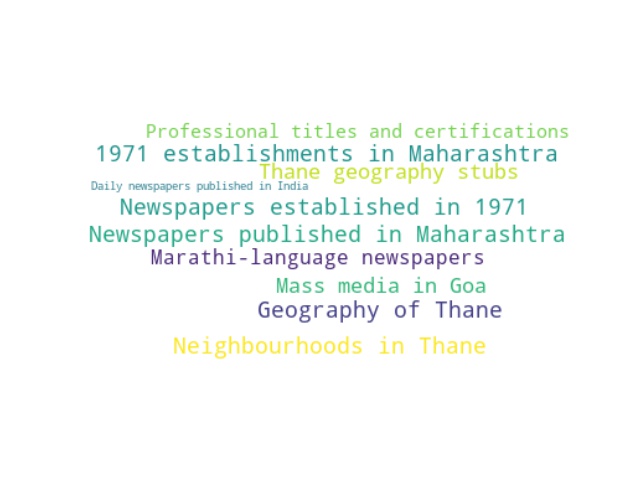 Professional titles and certifications
1971 establishments in Maharashtra
Thane geography stubs
Daily newspapers published in India
Newspapers established in 1971
Newspapers published in Maharashtra
Marathi-language newspapers
Mass media in Goa
Geography of Thane
Neighbourhoods in Thane